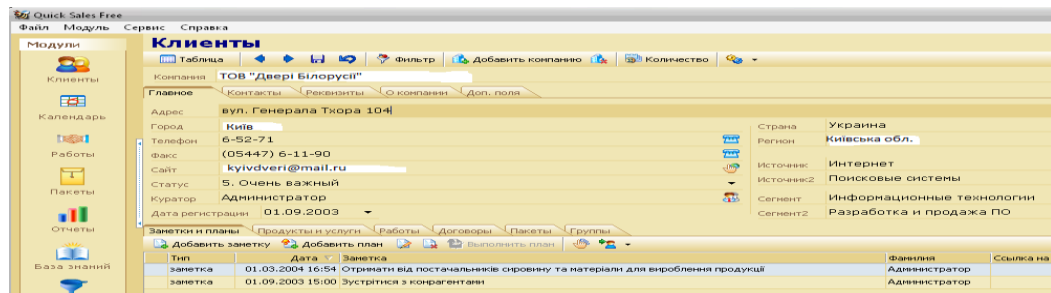 Quick Sales Free
Файл Модуль Сервис Справка
Модули
Клиенты
Календарь
Работы
Пакеты
Отчеты
База знаний
Клиенты
Таблица Фильтр Добавить компанию Количество
Компания ТОВ "Двері Білорусії"
Главное Контакты Реквизиты О компании Доп. поля
Адрес вул. Генерала Тхора 104
Город Київ Страна Украина
Телефон 6-52-71 Регион Київська обл.
Факс (05447) 6-11-90
Сайт kyivdveri@mail.ru Источник Интернет
Статус 5. Очень важный Источник2 Поисковые системы
Куратор Администратор Сегмент Информационные технологии
Дата регистрации 01.09.2003 Сегмент2 Разработка и продажа ПО
Заметки и планы Продукты и услуги Работы Договоры Пакеты Группы
Добавить заметку Добавить план Выполнить план
Тип Дата Заметка Фамилия Ссылка на
заметка 01.03.2004 16:54 Отримати від постачальників сировину та матеріали для вироблення продукції Администратор
заметка 01.09.2003 15:00 Зустрітися з конрагентами Администратор